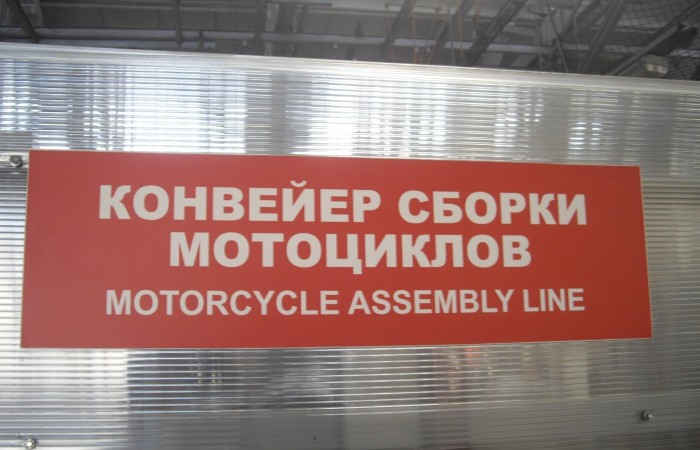 КОНВЕЙЕР СБОРКИ
МОТОЦИКЛОВ
MOTORCYCLE ASSEMBLY LINE